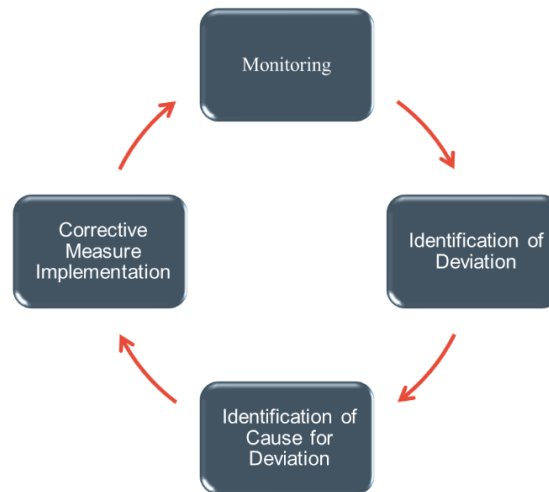 Monitoring
Identification of
Deviation
Identification of
Cause for
Deviation
Corrective
Measure
Implementation